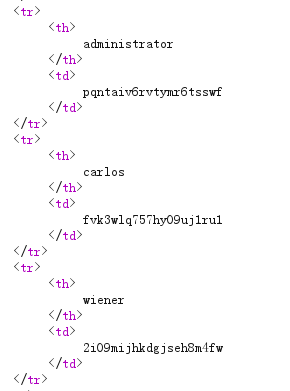 <tr>
<th>
administrator
</th>
<td>
pqntaiv6rvtymr6tsswf
</td>
</tr>
<tr>
<th>
carlos
</th>
<td>
fvk3wlq757hy09uj1ru1
</td>
</tr>
<tr>
<th>
wiener
</th>
<td>
2i09mijhkdgjseh8m4fw
</td>
</tr>